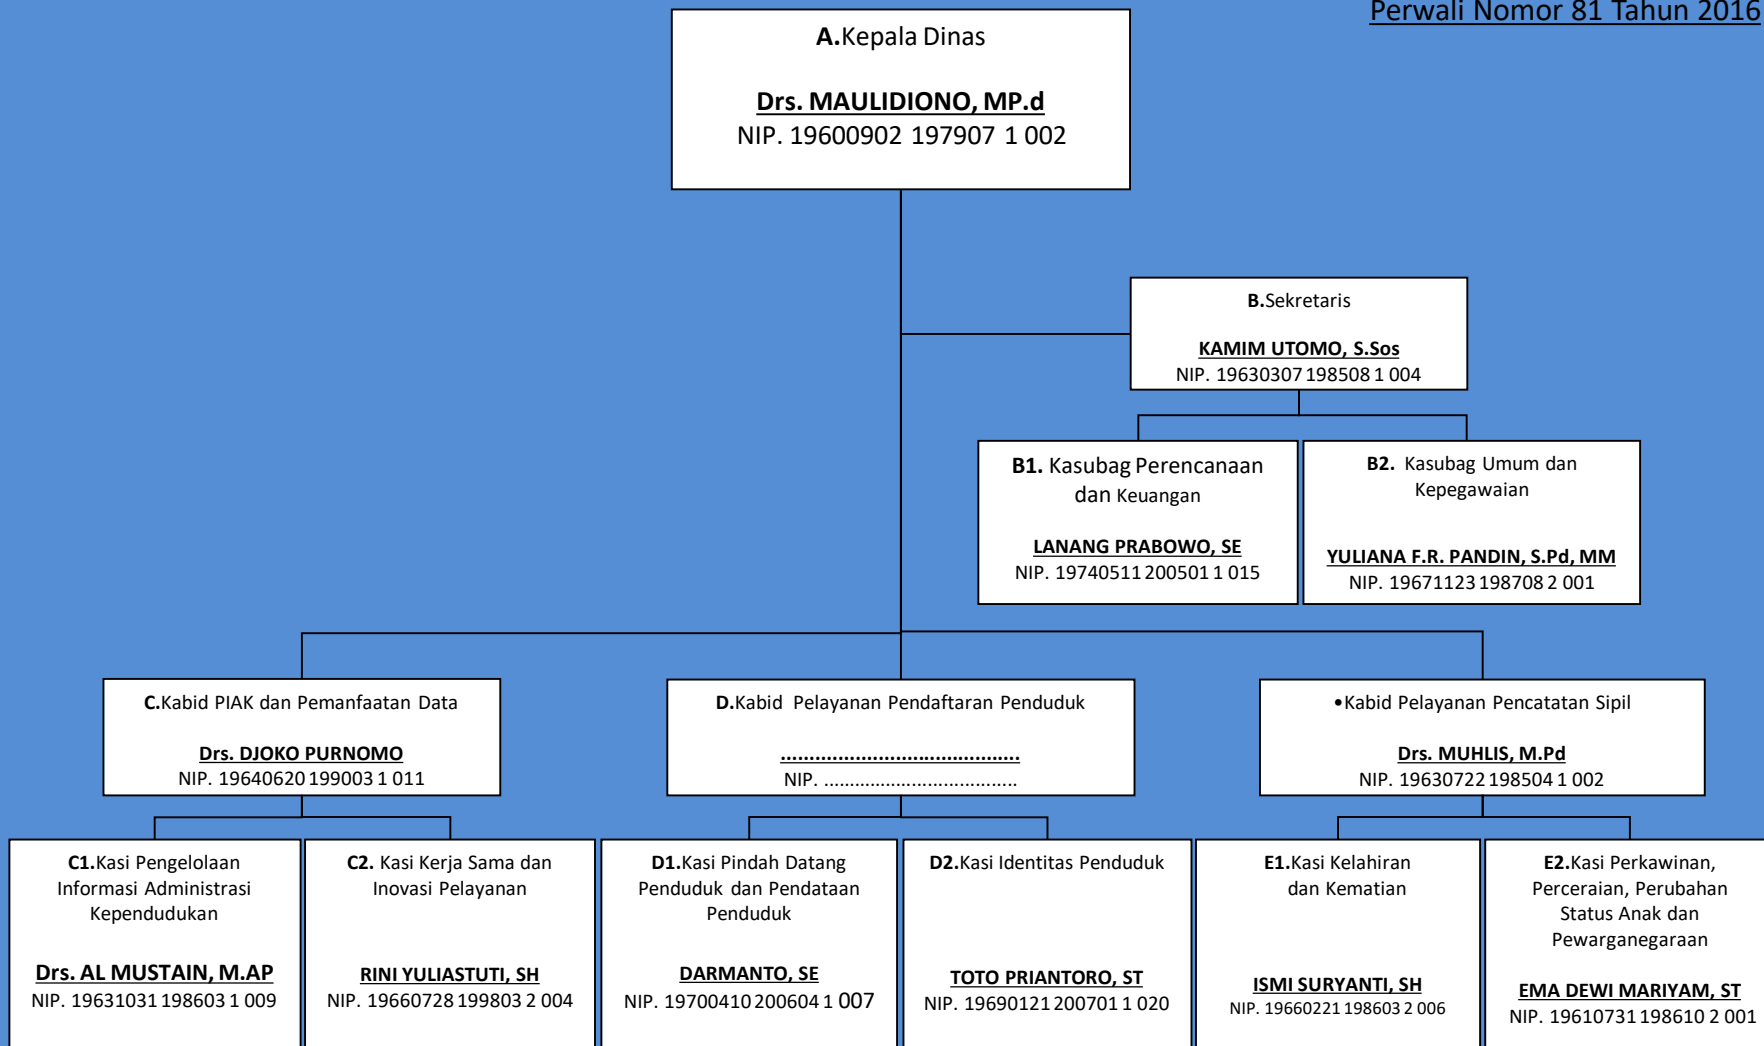 Perwali Nomor 81 Tahun 2016
A.Kepala Dinas
Drs. MAULIDIONO, MP.d
NIP. 19600902 197907 1 002
B.Sekretaris
KAMIM UTOMO, S.Sos
NIP. 19630307 198508 1 004
B1. Kasubag Perencanaan
dan Keuangan
LANANG PRABOWO, SE
NIP. 19740511 200501 1 015
B2. Kasubag Umum dan
Kepegawaian
YULIANA F.R. PANDIN, S.Pd, MM
NIP. 19671123 198708 2 001
C.Kabid PIAK dan Pemanfaatan Data
Drs. DJOKO PURNOMO
NIP. 19640620 199003 1 011
D.Kabid Pelayanan Pendaftaran Penduduk
.........................................
NIP. ......................................
•Kabid Pelayanan Pencatatan Sipil
Drs. MUHLIS, M.Pd
NIP. 19630722 198504 1 002
C1.Kasi Pengelolaan
Informasi Administrasi
Kependudukan
Drs. AL MUSTAIN, M.AP
NIP. 19631031 198603 1 009
C2. Kasi Kerja Sama dan
Inovasi Pelayanan
RINI YULIASTUTI, SH
NIP. 19660728 199803 2 004
D1.Kasi Pindah Datang
Penduduk dan Pendataan
Penduduk
DARMANTO, SE
NIP. 19700410 200604 1 007
D2.Kasi Identitas Penduduk
TOTO PRIANTORO, ST
NIP. 19690121 200701 1 020
E1.Kasi Kelahiran
dan Kematian
ISMI SURYANTI, SH
NIP. 19660221 198603 2 006
E2.Kasi Perkawinan,
Perceraian, Perubahan
Status Anak dan
Pewarganegaraan
EMA DEWI MARIYAM, ST
NIP. 19610731 198610 2 001